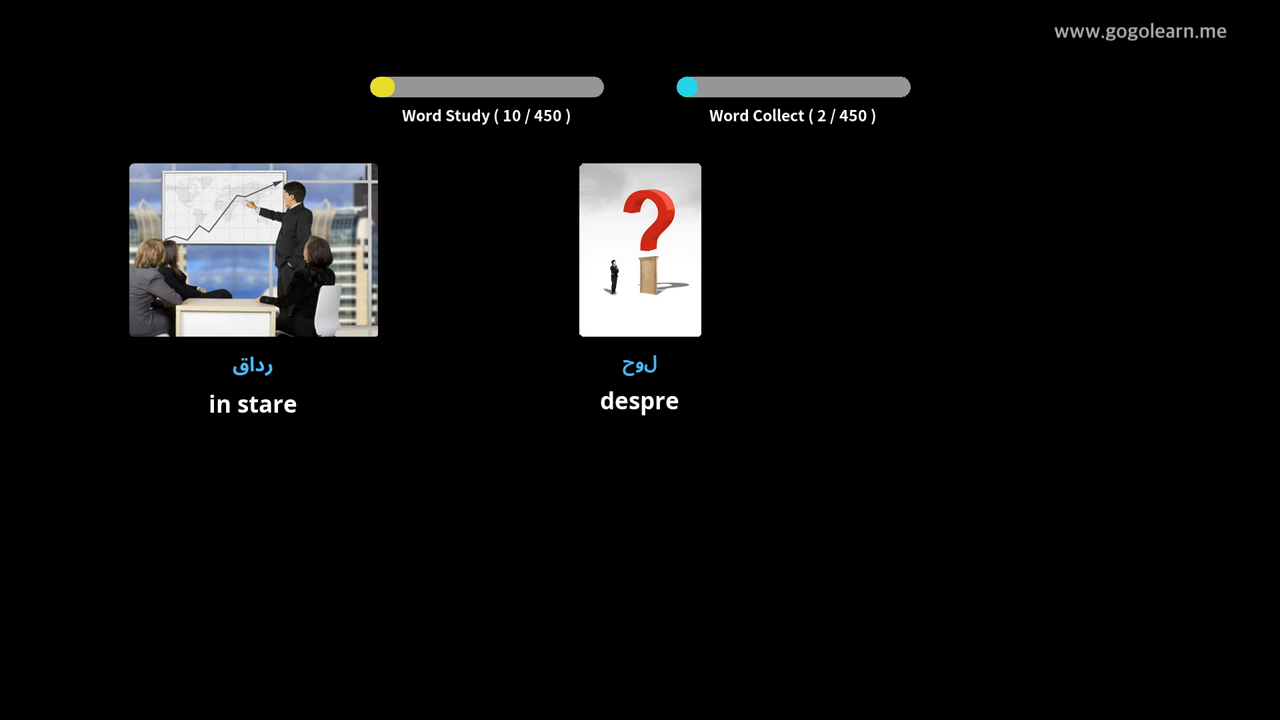 www.gogolearn.me
Word Study ( 10 / 450 )
Word Collect ( 2 / 450 )
رداق
in stare
لوح
despre